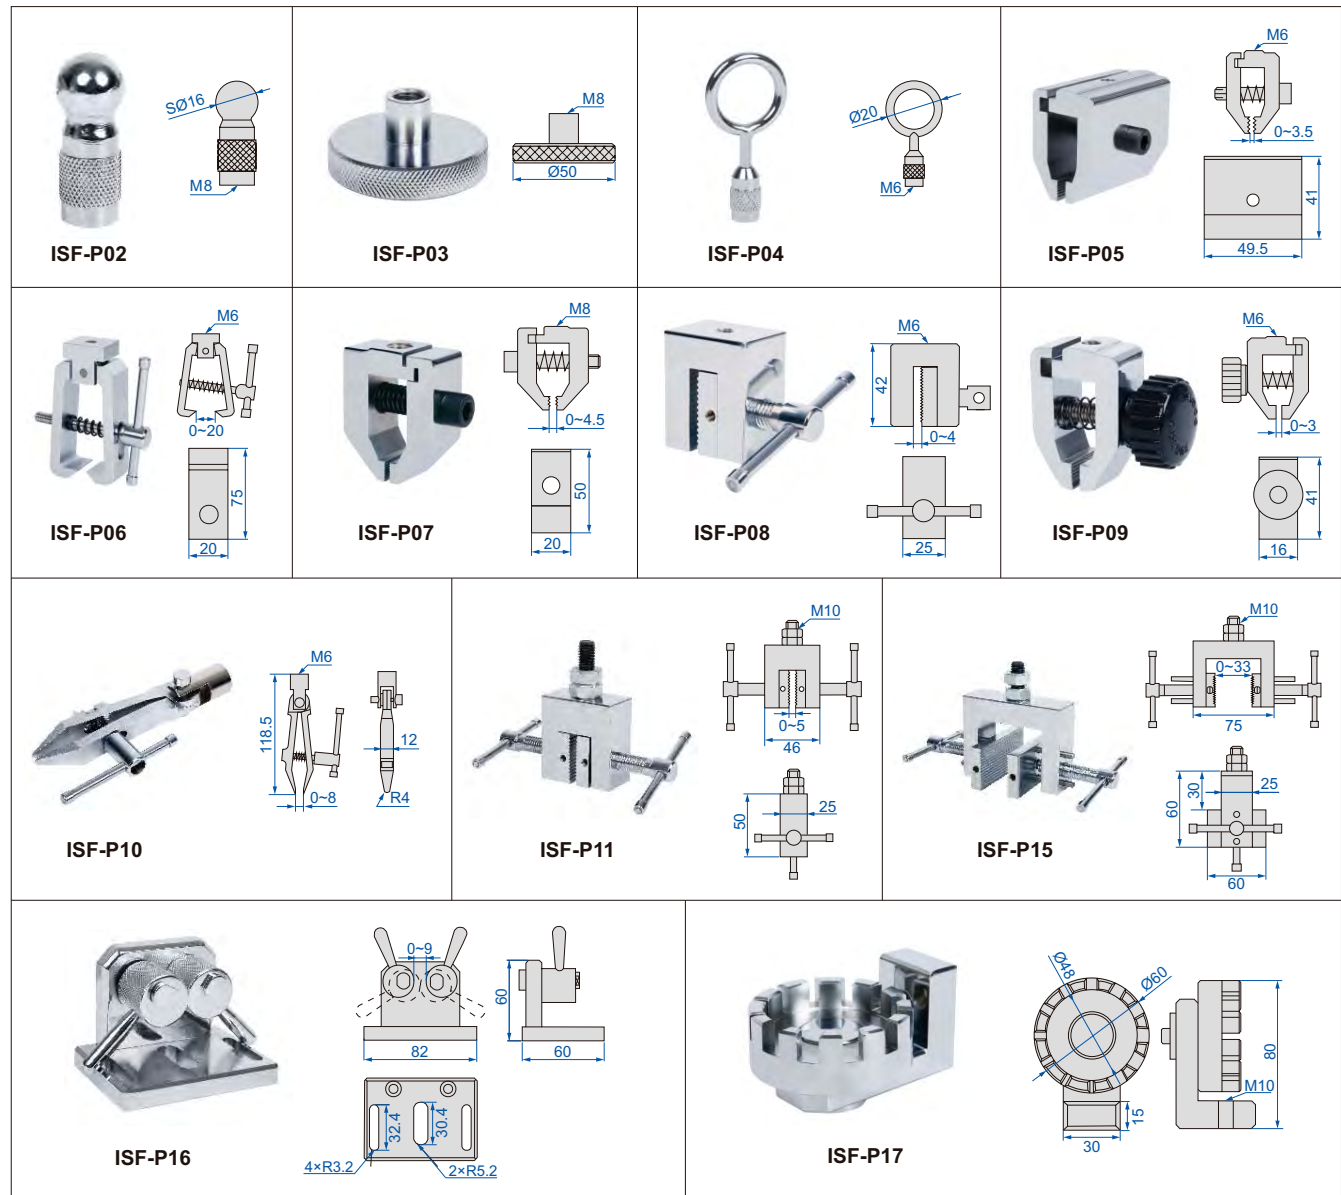 SØ16
M8
ISF-P02
M8
Ø50
ISF-P03
Ø20
M6
ISF-P04
M6
0~3.5
41
49.5
ISF-P05
M6
0~20
75
20
ISF-P06
M8
0~4.5
50
20
ISF-P07
M6
42
0~4
25
ISF-P08
M6
0~3
41
16
ISF-P09
M6
118.5
12
0~8
R4
ISF-P10
M10
0~5
46
50
25
ISF-P11
M10
0~33
75
30
25
60
60
ISF-P15
0~9
60
82
60
32.4
30.4
4×R3.2
2×R5.2
ISF-P16
Ø48
Ø60
80
M10
15
30
ISF-P17